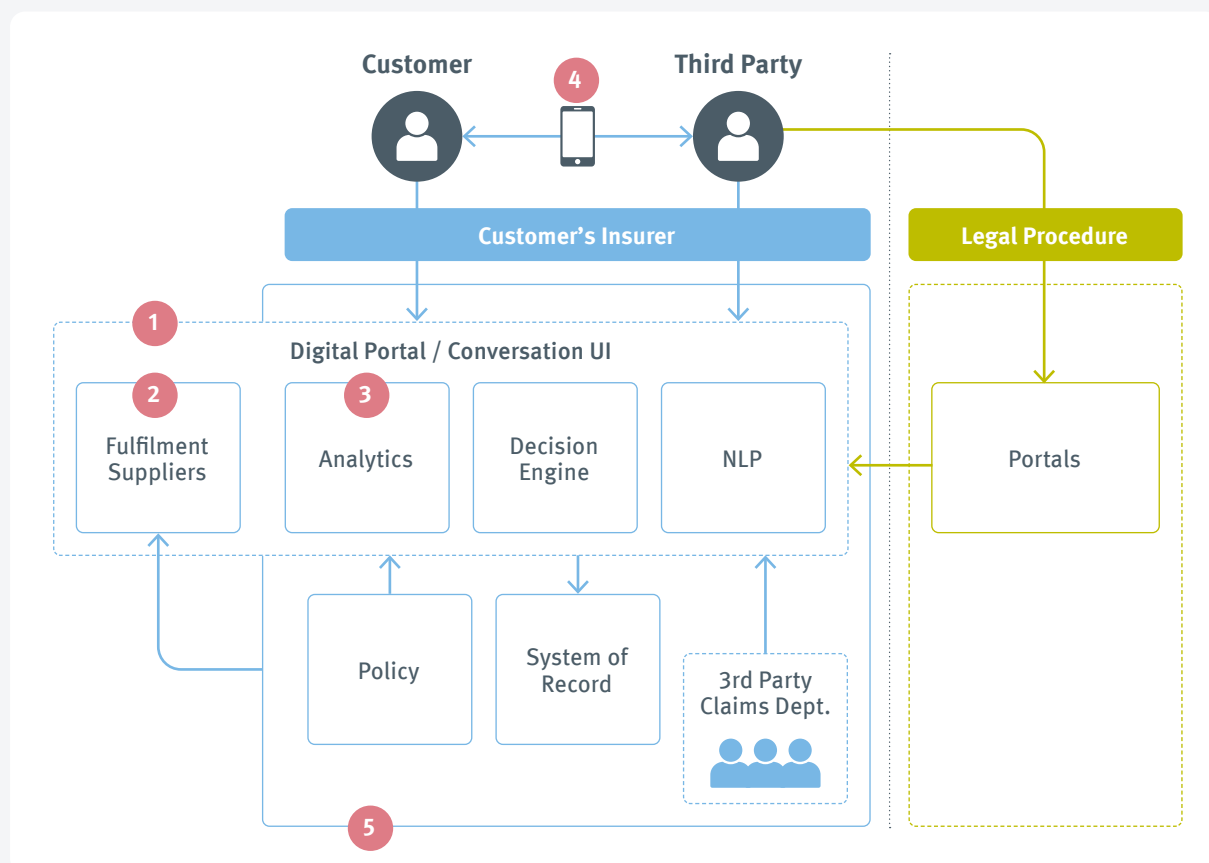 Customer
4
Third Party
Customer’s Insurer
Legal Procedure
1
Digital Portal / Conversation UI
2
Fulfilment
Suppliers
3
Analytics
Decision
Engine
NLP
Portals
Policy
System of
Record
3rd Party
Claims Dept.
5